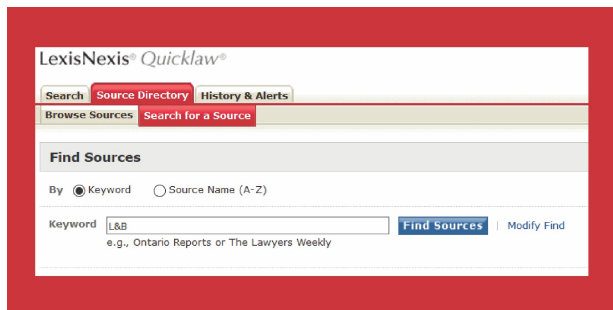 LexisNexis® Quicklaw®
Search Source Directory History & Alerts
Browse Sources Search for a Source
Find Sources
By Keyword Source Name (A-Z)
Keyword L&B Find Sources | Modify Find
e.g., Ontario Reports or The Lawyers Weekly